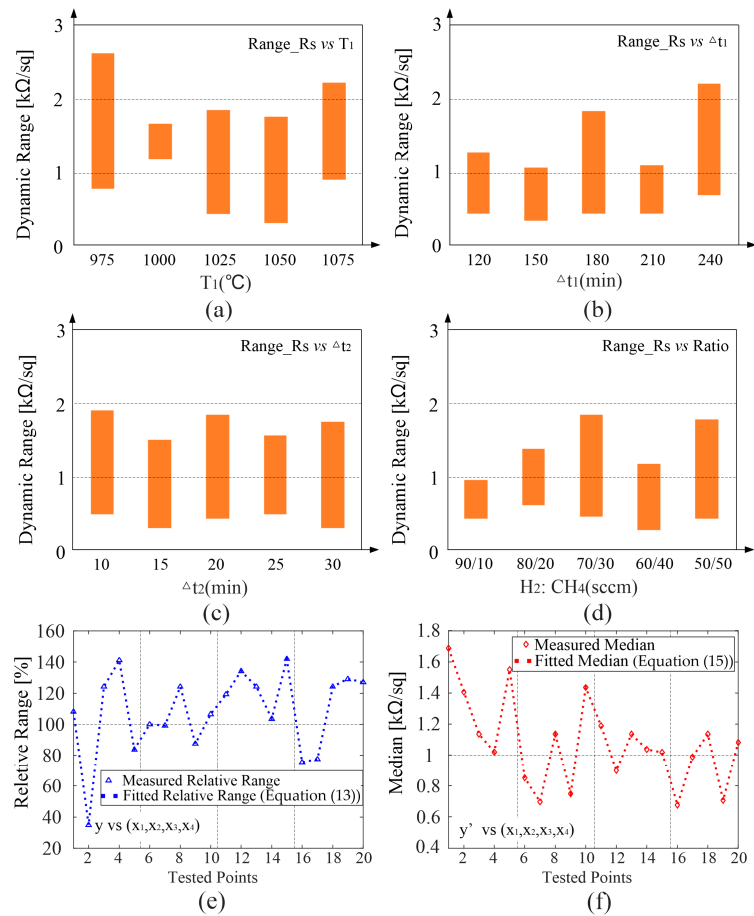 Range_Rs vs T1
Dynamic Range [kΩ/sq]
3
2
1
0
975 1000 1025 1050 1075
T1(℃)
(a)
Range_Rs vs △t1
Dynamic Range [kΩ/sq]
3
2
1
0
120 150 180 210 240
△t1(min)
(b)
Range_Rs vs △t2
Dynamic Range [kΩ/sq]
3
2
1
0
10 15 20 25 30
△t2(min)
(c)
Range_Rs vs Ratio
Dynamic Range [kΩ/sq]
3
2
1
0
90/10 80/20 70/30 60/40 50/50
H2: CH4(sccm)
(d)
Reletive Range [%]
160
140
120
100
80
60
40
20
Measured Relative Range
Fitted Relative Range (Equation (13))
y vs (x1,x2,x3,x4)
2 4 6 8 10 12 14 16 18 20
Tested Points
(e)
Median [kΩ/sq]
1.8
1.6
1.4
1.2
1.0
0.8
0.6
0.4
Measured Median
Fitted Median (Equation (15))
y’ vs (x1,x2,x3,x4)
2 4 6 8 10 12 14 16 18 20
Tested Points
(f)